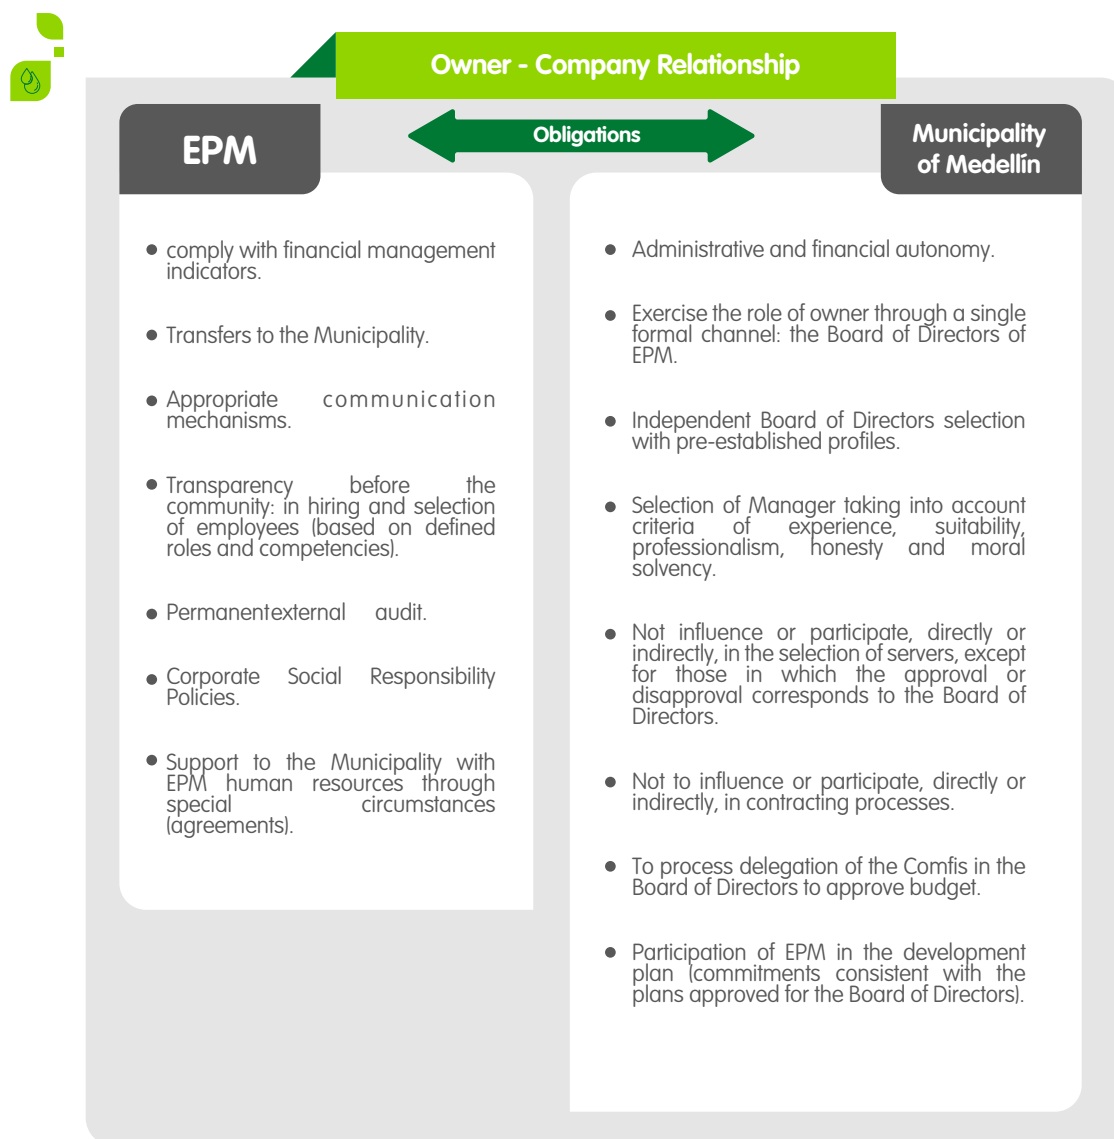 Owner - Company Relationship
EPM
Obligations
Municipality
of Medellín
• comply with financial management
indicators.
• Transfers to the Municipality.
• Appropriate communication
mechanisms.
• Transparency before the
community: in hiring and selection
of employees (based on defined
roles and competencies).
• Permanentexternal audit.
• Corporate Social Responsibility
Policies.
• Support to the Municipality with
EPM human resources through
special circumstances
(agreements).
• Administrative and financial autonomy.
• Exercise the role of owner through a single
formal channel: the Board of Directors of
EPM.
• Independent Board of Directors selection
with pre-established profiles.
• Selection of Manager taking into account
criteria of experience, suitability,
professionalism, honesty and moral
solvency.
• Not influence or participate, directly or
indirectly, in the selection of servers, except
for those in which the approval or
disapproval corresponds to the Board of
Directors.
• Not to influence or participate, directly or
indirectly, in contracting processes.
• To process delegation of the Comfis in the
Board of Directors to approve budget.
• Participation of EPM in the development
plan (commitments consistent with the
plans approved for the Board of Directors).